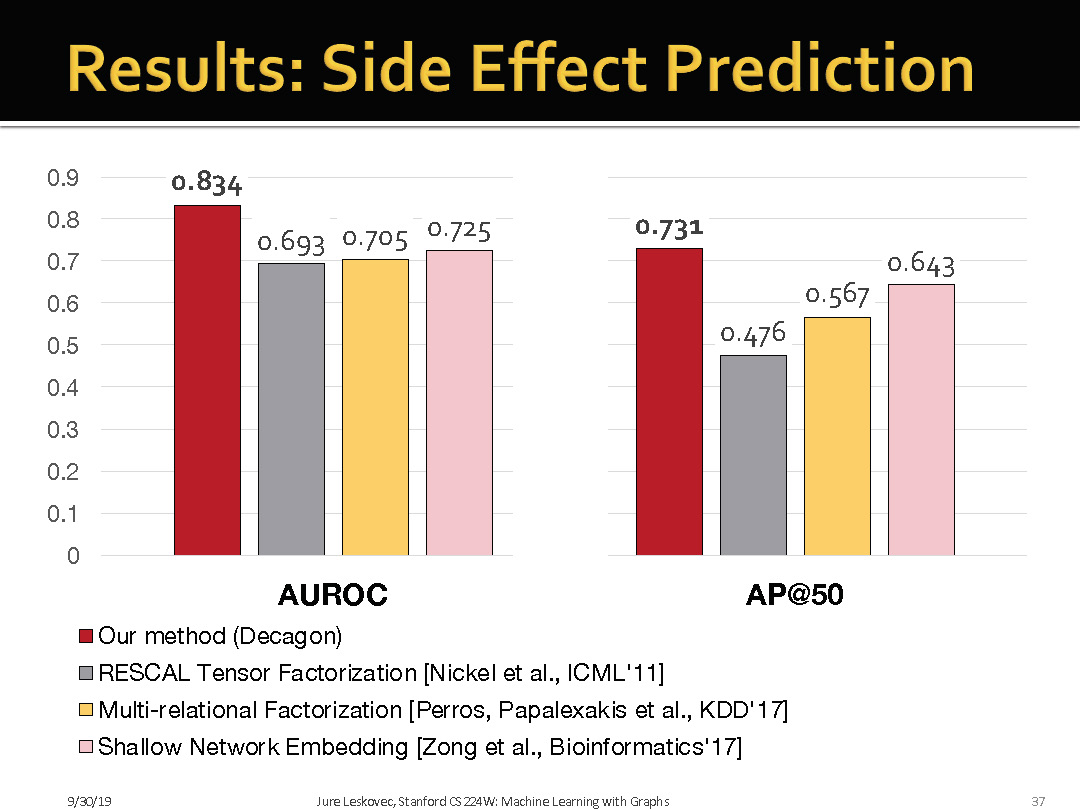 Results: Side Effect Prediction
0.9
0.8
0.7
0.6
0.5
0.4
0.3
0.2
0.1
0
0.834
0.693
0.705
0.725
0.731
0.476
0.567
0.643
AUROC
AP@50
Our method (Decagon)
RESCAL Tensor Factorization [Nickel et al., ICML'11]
Multi-relational Factorization [Perros, Papalexakis et al., KDD'17]
Shallow Network Embedding [Zong et al., Bioinformatics'17]
9/30/19
Jure Leskovec, Stanford CS224W: Machine Learning with Graphs
37